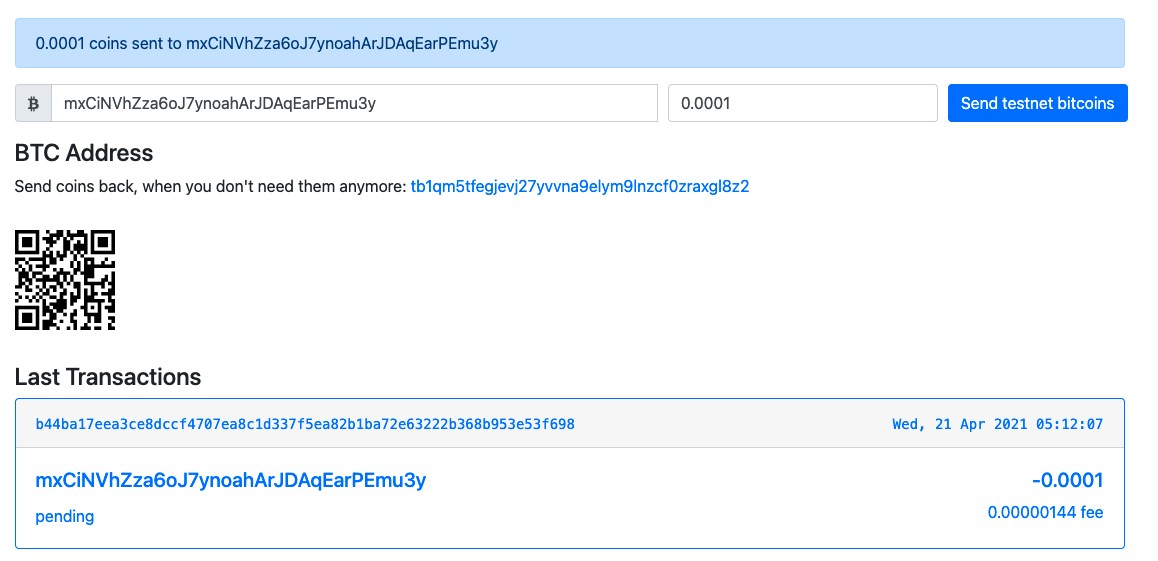 0.0001 coins sent to mxCiNVhZza6oJ7ynoahArJDAqEarPEmu3y
₿ mxCiNVhZza6oJ7ynoahArJDAqEarPEmu3y 0.0001 Send testnet bitcoins
BTC Address
Send coins back, when you don't need them anymore: tb1qm5tfegjevj27yvvna9elym9lnzcf0zraxgl8z2
Last Transactions
b44ba17eea3ce8dccf4707ea8c1d337f5ea82b1ba72e63222b368b953e53f698 Wed, 21 Apr 2021 05:12:07
mxCiNVhZza6oJ7ynoahArJDAqEarPEmu3y -0.0001
pending 0.00000144 fee